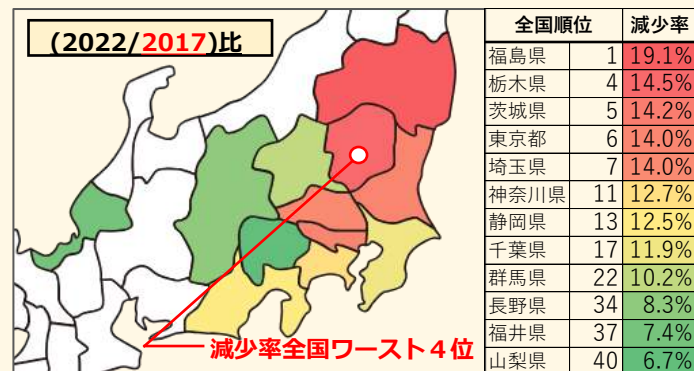 (2022/2017)比
減少率全国ワースト４位
全国順位 減少率
福島県 1 19.1%
栃木県 4 14.5%
茨城県 5 14.2%
東京都 6 14.0%
埼玉県 7 14.0%
神奈川県 11 12.7%
静岡県 13 12.5%
千葉県 17 11.9%
群馬県 22 10.2%
長野県 34 8.3%
福井県 37 7.4%
山梨県 40 6.7%